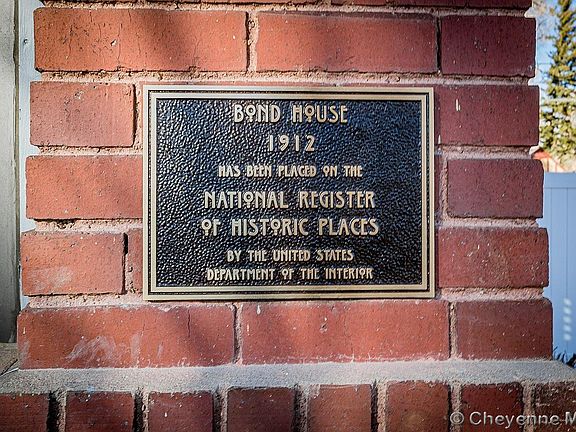 BOND HOUSE
1912
HAS BEEN PLACED ON THE
NATIONAL REGISTER
OF HISTORIC PLACES
BY THE UNITED STATES
DEPARTMENT OF THE INTERIOR
© Cheyenne M